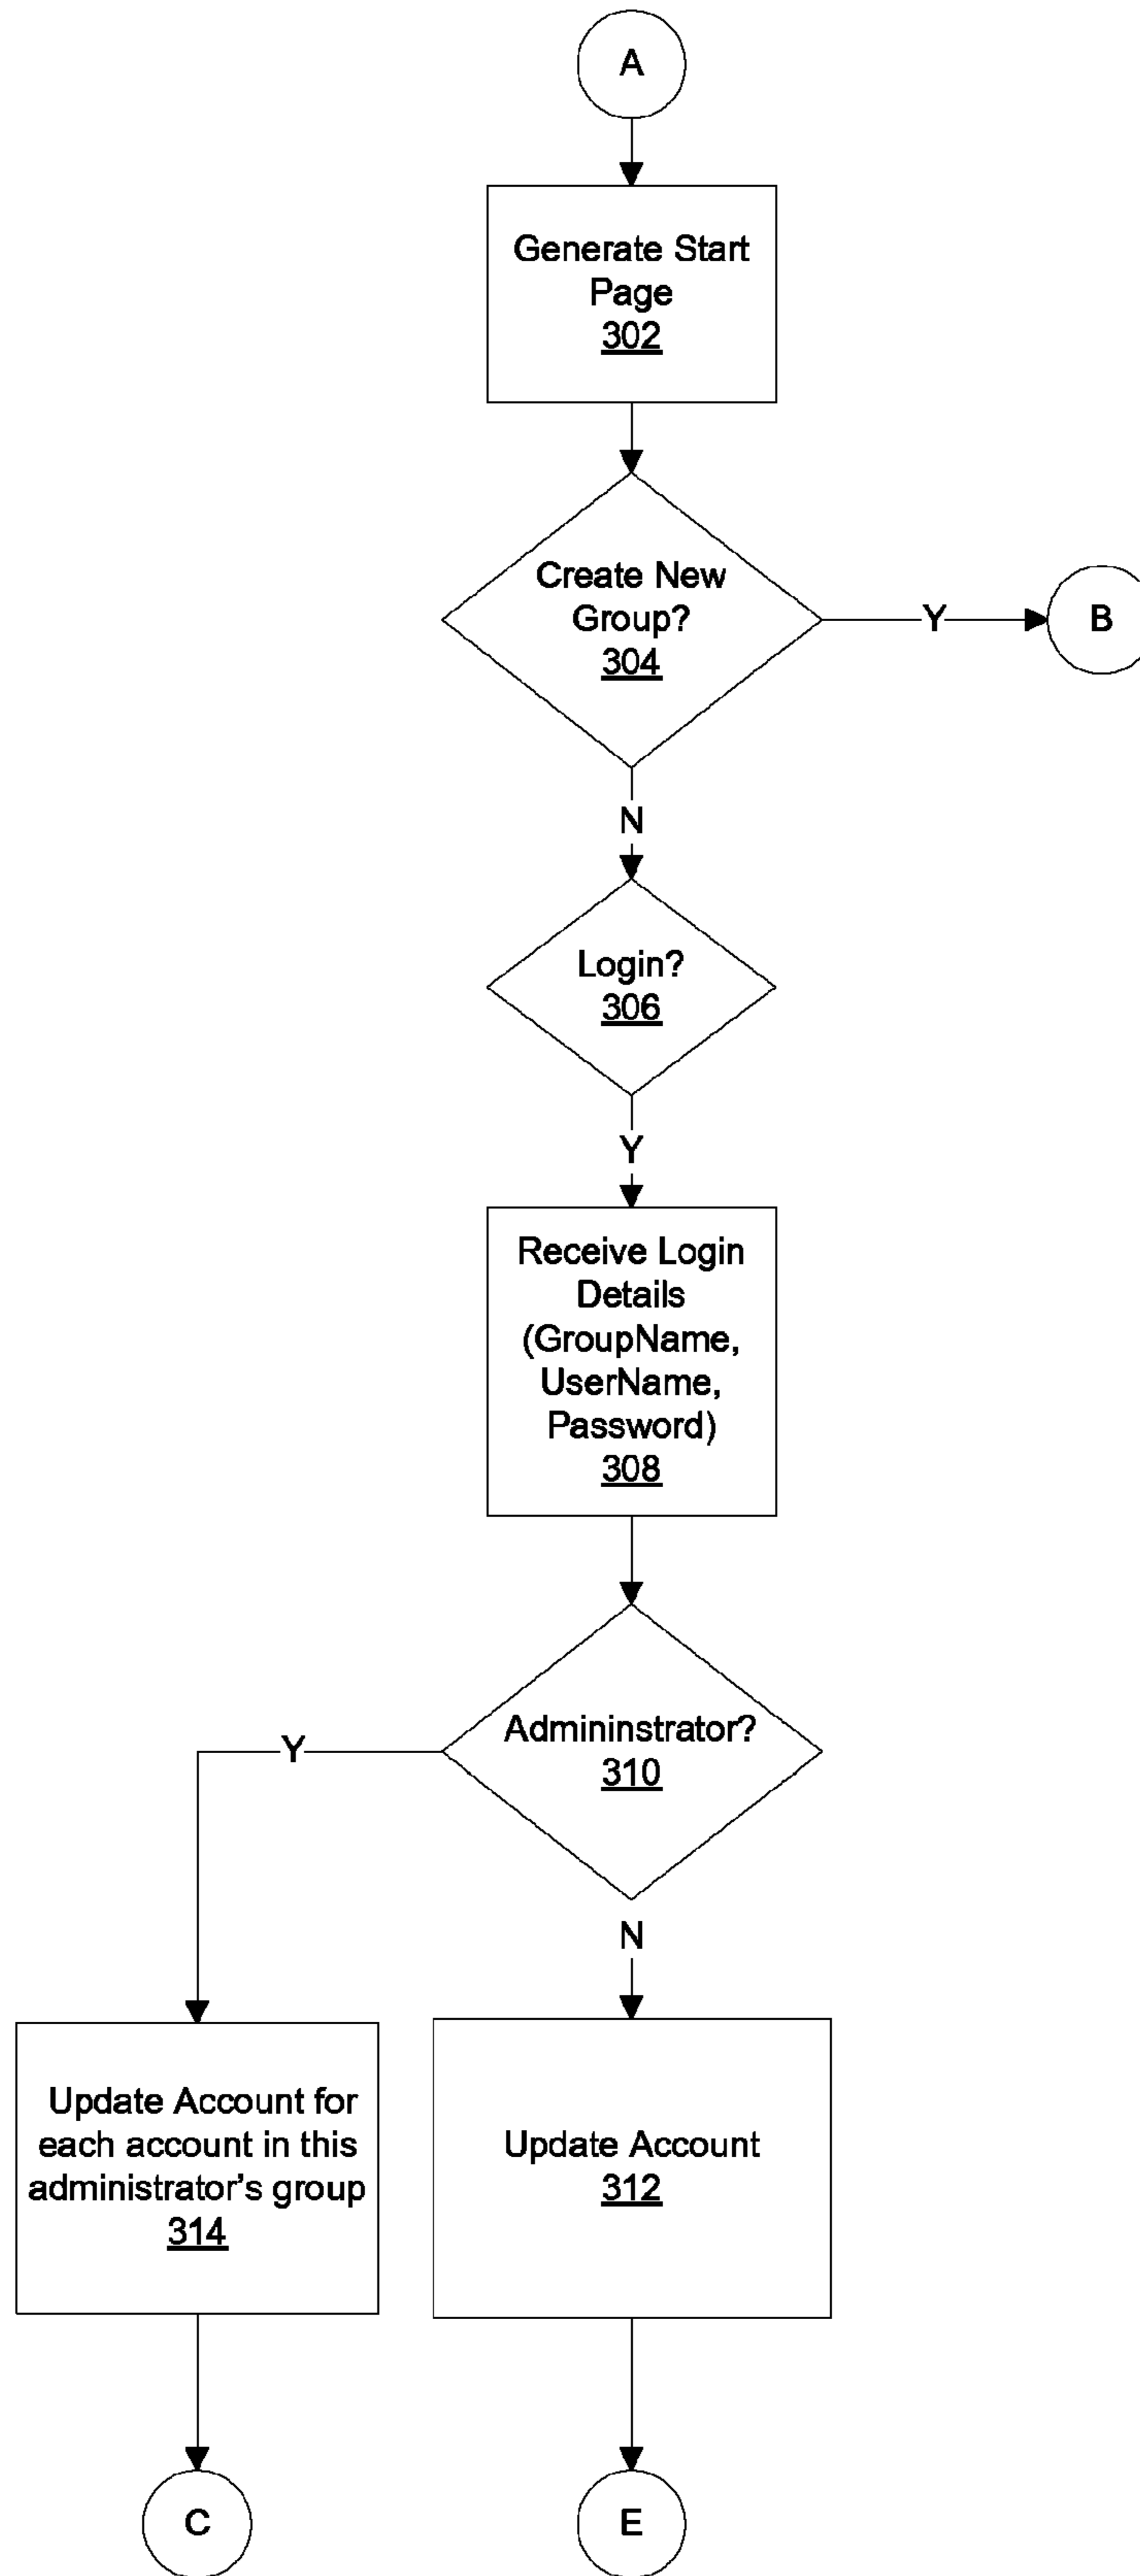 A
Generate Start
Page
302
Create New
Group?
304
Y
B
N
Login?
306
Y
Receive Login
Details
(GroupName,
UserName,
Password)
308
Admininstrator?
310
Y
N
Update Account for
each account in this
administrator's group
314
Update Account
312
C
E